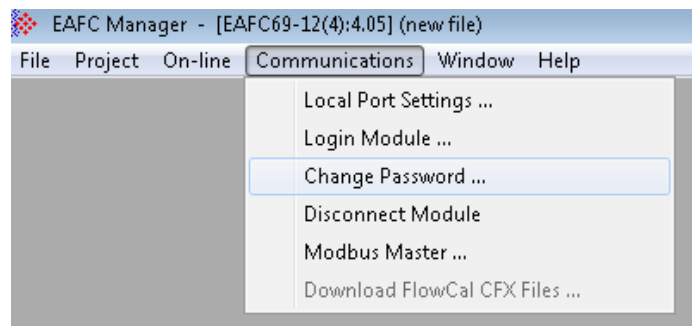 EAFC Manager - [EAFC69-12(4):4.05] (new file)
File Project On-line Communications Window Help
Local Port Settings ...
Login Module ...
Change Password ...
Disconnect Module
Modbus Master ...
Download FlowCal CFX Files ...